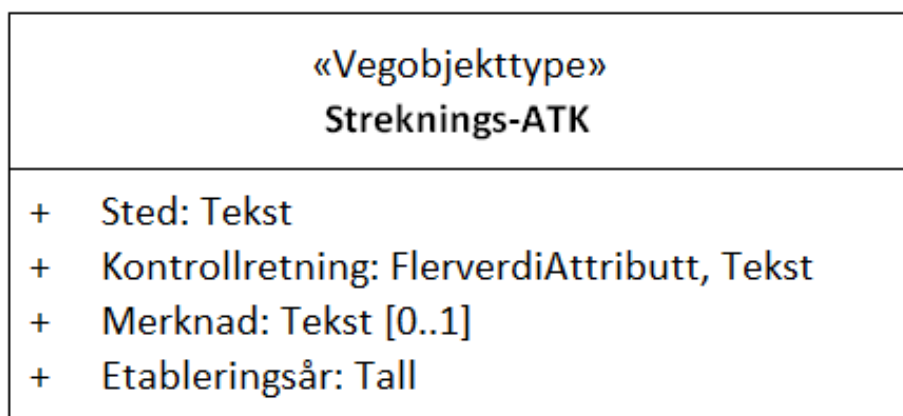 «Vegobjekttype»
Streknings-ATK
+ Sted: Tekst
+ Kontrollretning: FlerverdiAttributt, Tekst
+ Merknad: Tekst [0..1]
+ Etableringsår: Tall